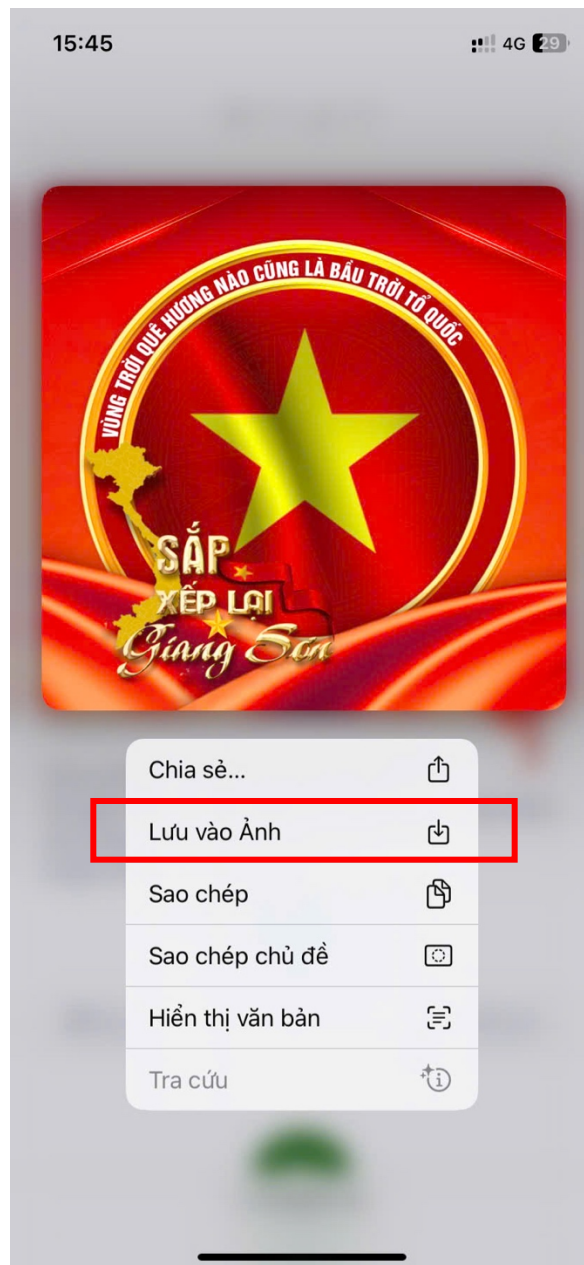 15:45
4G 29
VÙNG TRỜI QUÊ HƯƠNG NÀO CŨNG LÀ BẦU TRỜI TỔ QUỐC
SẮP
XẾP LẠI
Giang Sơn
Chia sẻ...
Lưu vào Ảnh
Sao chép
Sao chép chủ đề
Hiển thị văn bản
Tra cứu